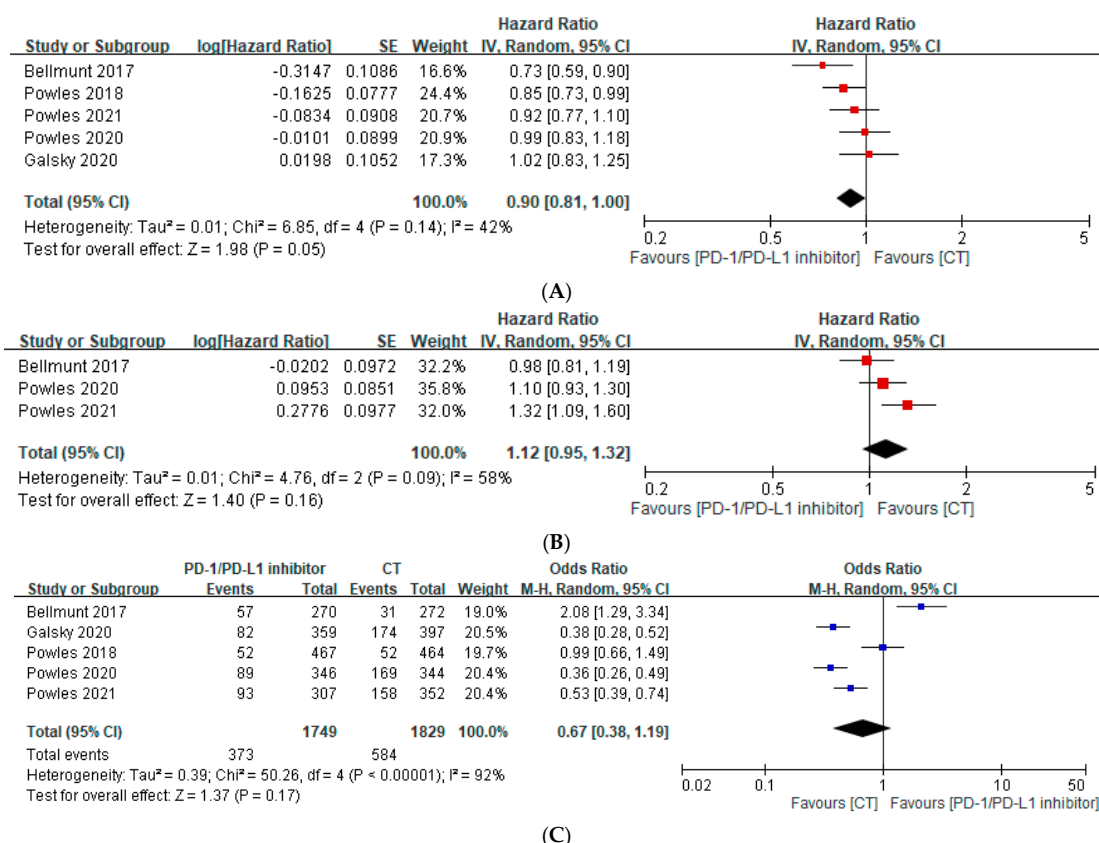 Hazard Ratio Hazard Ratio
Study or Subgroup log[Hazard Ratio] SE Weight IV, Random, 95% CI IV, Random, 95% CI
Bellmunt 2017 -0.3147 0.1086 16.6% 0.73 [0.59, 0.90]
Powles 2018 -0.1625 0.0777 24.4% 0.85 [0.73, 0.99]
Powles 2021 -0.0834 0.0908 20.7% 0.92 [0.77, 1.10]
Powles 2020 -0.0101 0.0899 20.9% 0.99 [0.83, 1.18]
Galsky 2020 0.0198 0.1052 17.3% 1.02 [0.83, 1.25]
Total (95% CI) 100.0% 0.90 [0.81, 1.00]
Heterogeneity: Tau² = 0.01; Chi² = 6.85, df = 4 (P = 0.14); I² = 42%
Test for overall effect: Z = 1.98 (P = 0.05)
0.2 0.5 1 2 5
Favours [PD-1/PD-L1 inhibitor] Favours [CT]
(A)
Hazard Ratio Hazard Ratio
Study or Subgroup log[Hazard Ratio] SE Weight IV, Random, 95% CI IV, Random, 95% CI
Bellmunt 2017 -0.0202 0.0972 32.2% 0.98 [0.81, 1.19]
Powles 2020 0.0953 0.0851 35.8% 1.10 [0.93, 1.30]
Powles 2021 0.2776 0.0977 32.0% 1.32 [1.09, 1.60]
Total (95% CI) 100.0% 1.12 [0.95, 1.32]
Heterogeneity: Tau² = 0.01; Chi² = 4.76, df = 2 (P = 0.09); I² = 58%
Test for overall effect: Z = 1.40 (P = 0.16)
0.2 0.5 1 2 5
Favours [PD-1/PD-L1 inhibitor] Favours [CT]
(B)
PD-1/PD-L1 inhibitor CT Odds Ratio Odds Ratio
Study or Subgroup Events Total Events Total Weight M-H, Random, 95% CI M-H, Random, 95% CI
Bellmunt 2017 57 270 31 272 19.0% 2.08 [1.29, 3.34]
Galsky 2020 82 359 174 397 20.5% 0.38 [0.28, 0.52]
Powles 2018 52 467 52 464 19.7% 0.99 [0.66, 1.49]
Powles 2020 89 346 169 344 20.4% 0.36 [0.26, 0.49]
Powles 2021 93 307 158 352 20.4% 0.53 [0.39, 0.74]
Total (95% CI) 1749 1829 100.0% 0.67 [0.38, 1.19]
Total events 373 584
Heterogeneity: Tau² = 0.39; Chi² = 50.26, df = 4 (P < 0.00001); I² = 92%
Test for overall effect: Z = 1.37 (P = 0.17)
0.02 0.1 1 10 50
Favours [CT] Favours [PD-1/PD-L1 inhibitor]
(C)